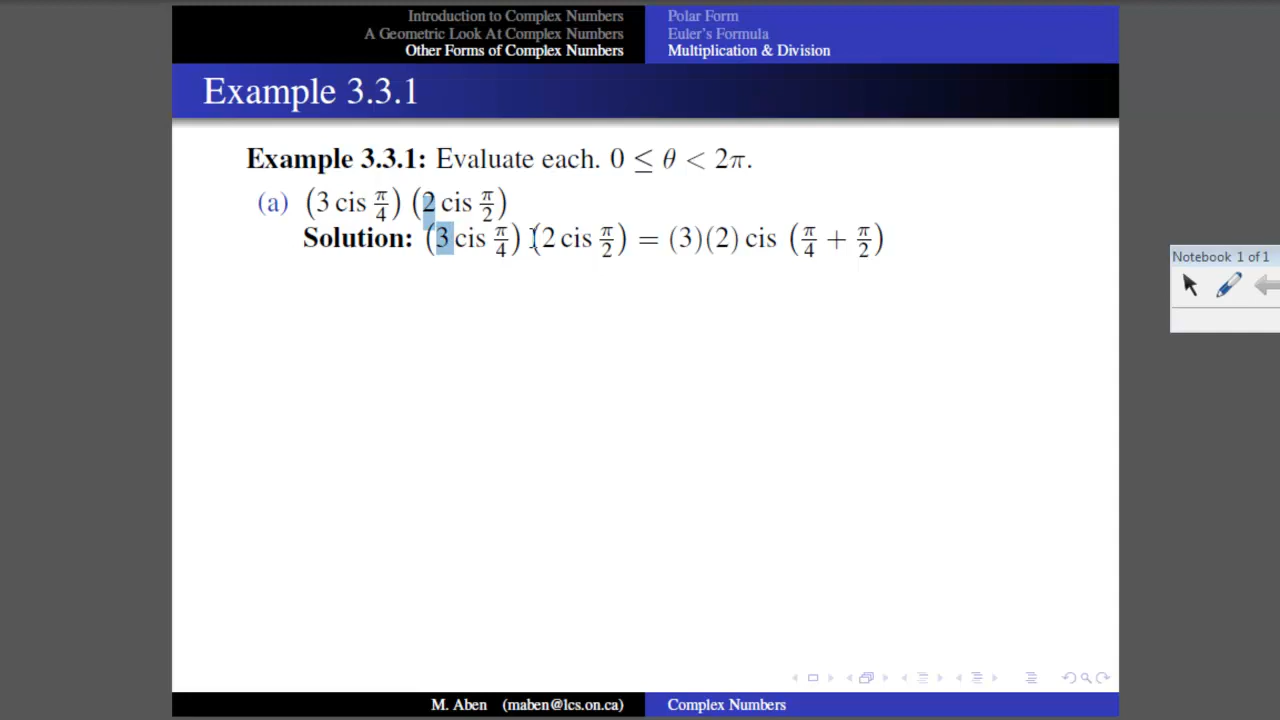 Introduction to Complex Numbers
A Geometric Look At Complex Numbers
Other Forms of Complex Numbers
Polar Form
Euler's Formula
Multiplication & Division
Example 3.3.1
Example 3.3.1: Evaluate each. 0 ≤ θ < 2π.
(a) (3 cis π/4) (2 cis π/2)
Solution: (3 cis π/4) (2 cis π/2) = (3)(2) cis (π/4 + π/2)
Notebook 1 of 1
M. Aben (maben@lcs.on.ca)
Complex Numbers